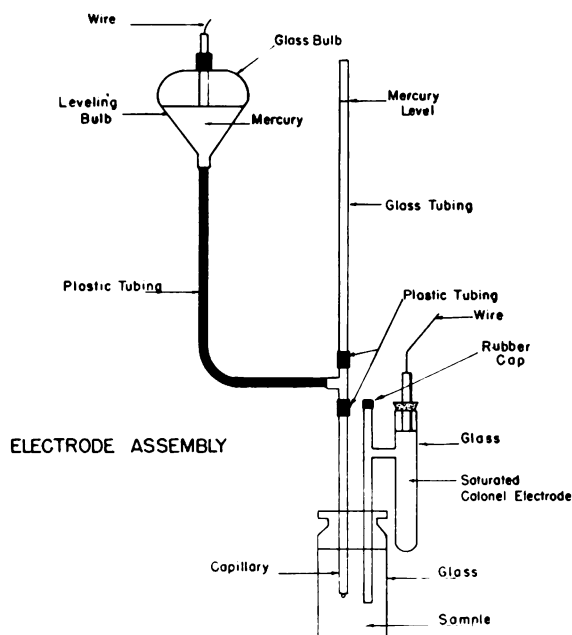 Wire
Glass Bulb
Leveling
Bulb
Mercury
Mercury
Level
Glass Tubing
Plastic Tubing
Plastic Tubing
Wire
Rubber
Cap
ELECTRODE ASSEMBLY
Glass
Saturated
Colonel Electrode
Capillary
Glass
Sample